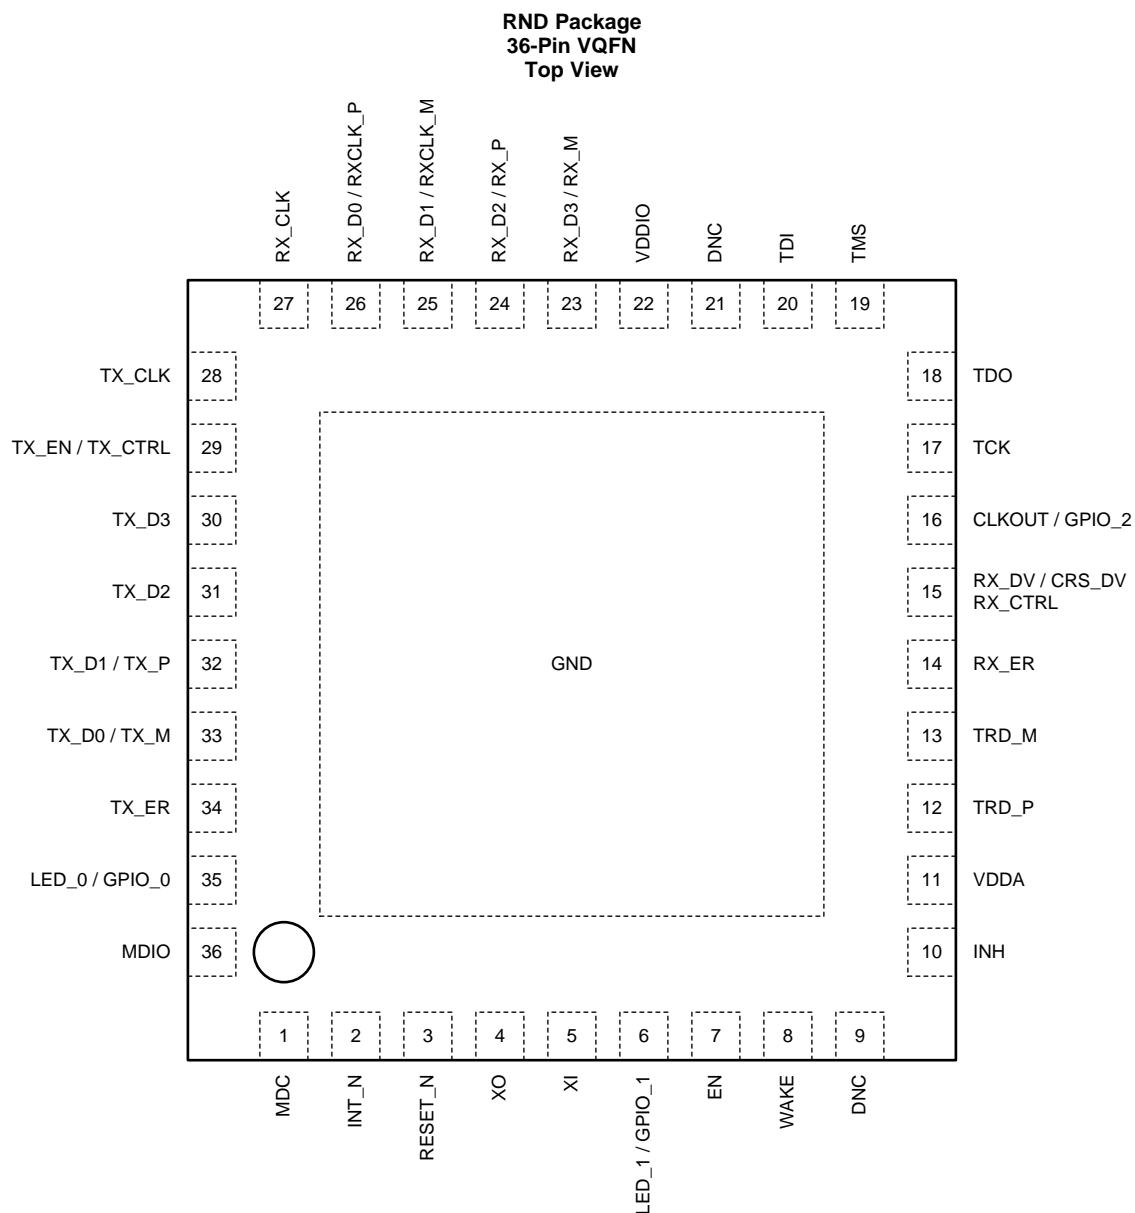 RND Package
36-Pin VQFN
Top View
RX_CLK
RX_D0 / RXCLK_P
RX_D1 / RXCLK_M
RX_D2 / RX_P
RX_D3 / RX_M
VDDIO
DNC
TDI
TMS
27
26
25
24
23
22
21
20
19
TX_CLK
28
TX_EN / TX_CTRL
29
TX_D3
30
TX_D2
31
TX_D1 / TX_P
32
TX_D0 / TX_M
33
TX_ER
34
LED_0 / GPIO_0
35
MDIO
36
GND
18
TDO
17
TCK
16
CLKOUT / GPIO_2
15
RX_DV / CRS_DV
RX_CTRL
14
RX_ER
13
TRD_M
12
TRD_P
11
VDDA
10
INH
1
2
3
4
5
6
7
8
9
MDC
INT_N
RESET_N
XO
XI
LED_1 / GPIO_1
EN
WAKE
DNC